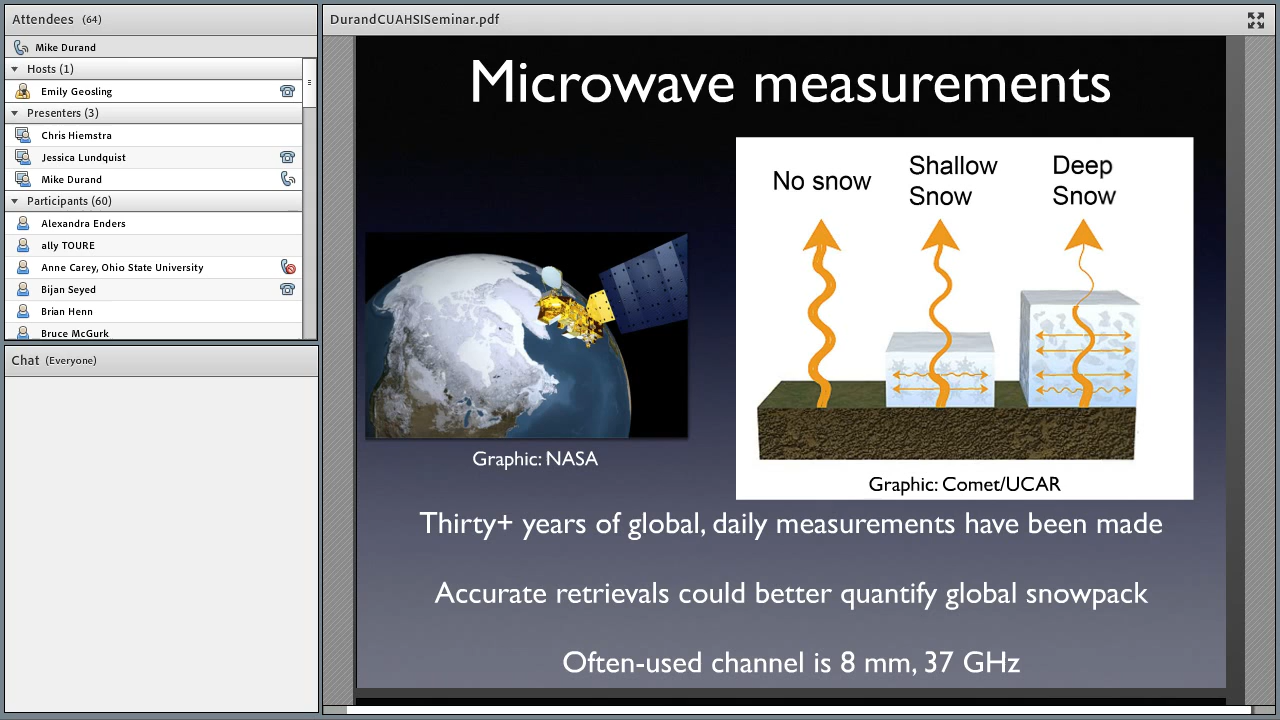 Attendees (64)
Mike Durand
Hosts (1)
Emily Geosling
Presenters (3)
Chris Hiemstra
Jessica Lundquist
Mike Durand
Participants (60)
Alexandra Enders
ally TOURE
Anne Carey, Ohio State University
Bijan Seyed
Brian Henn
Bruce McGurk
Chat (Everyone)
DurandCUAHSISeminar.pdf
Microwave measurements
No snow
Shallow
Snow
Deep
Snow
Graphic: NASA
Graphic: Comet/UCAR
Thirty+ years of global, daily measurements have been made
Accurate retrievals could better quantify global snowpack
Often-used channel is 8 mm, 37 GHz